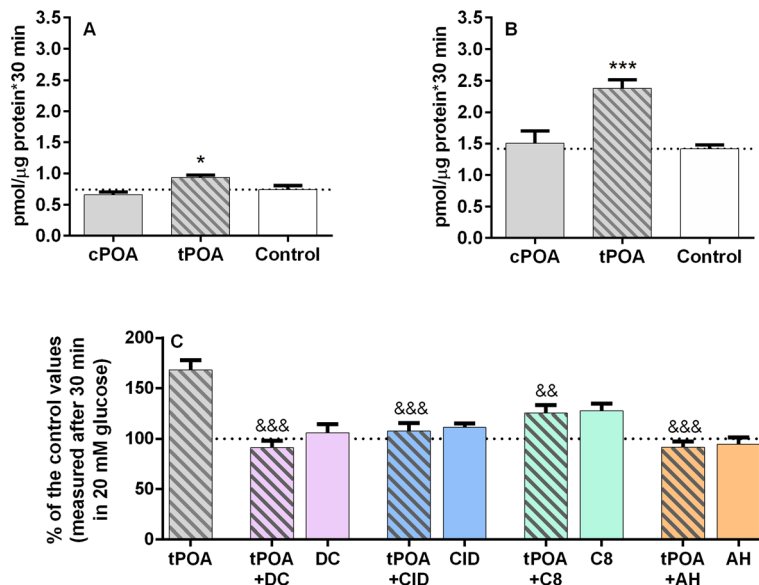 A
pmol/µg protein*30 min
3.5
3.0
2.5
2.0
1.5
1.0
0.5
0.0
*
cPOA tPOA Control
B
pmol/µg protein*30 min
3.5
3.0
2.5
2.0
1.5
1.0
0.5
0.0
***
cPOA tPOA Control
C
% of the control values
(measured after 30 min
in 20 mM glucose)
200
150
100
50
0
&&& &&& && &&&
tPOA tPOA DC tPOA CID tPOA C8 tPOA AH
+DC +CID +C8 +AH